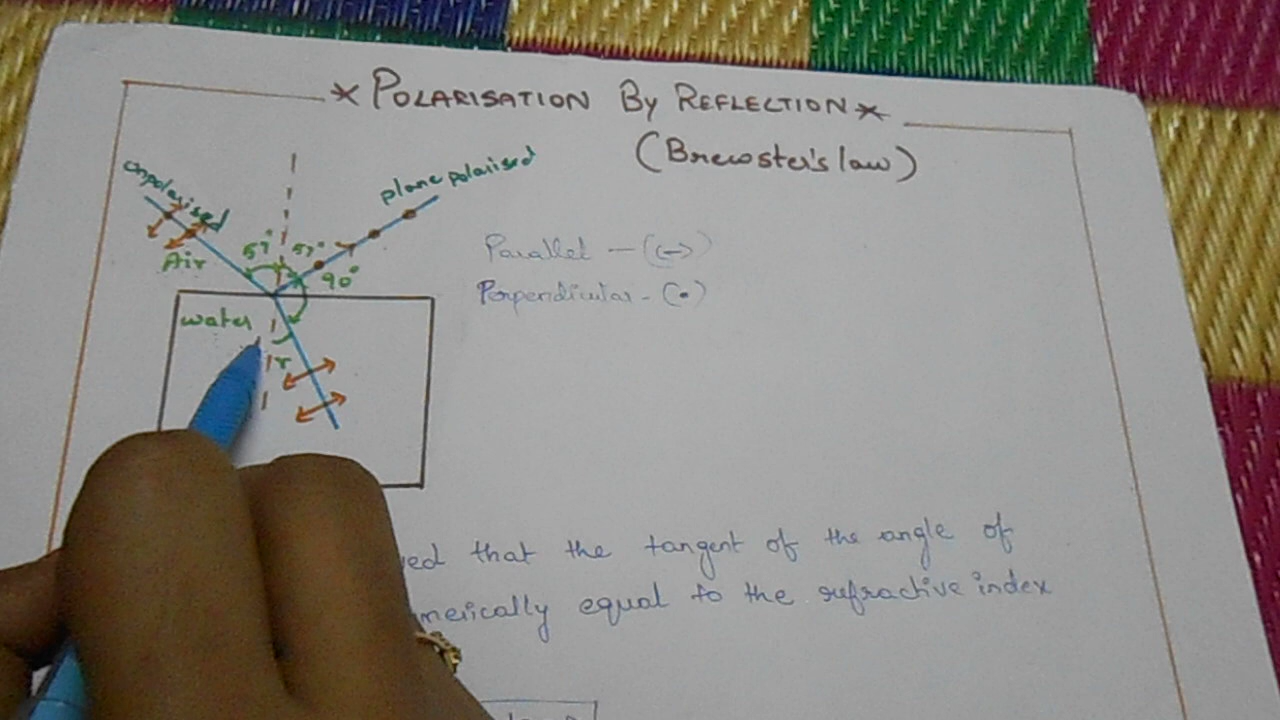 * POLARISATION By REFLECTION *
(Brewster's law)
unpolarised
plane polarised
57° 57°
Air
90°
water
r
Parallel - (↔)
Perpendicular - (•)
that the tangent of the angle of
merically equal to the refractive index